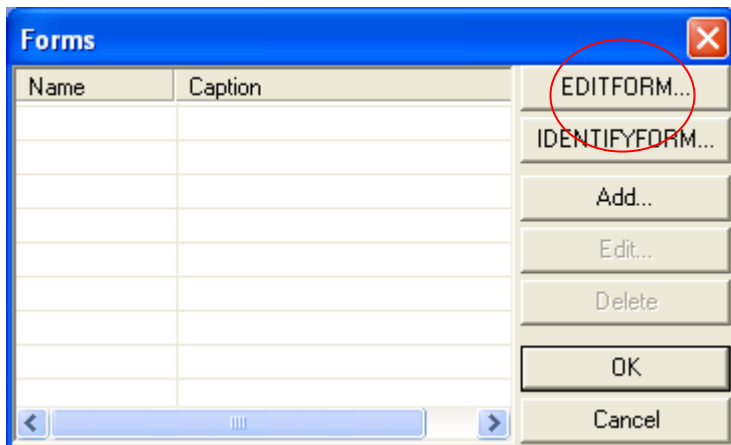 Forms
Name Caption
EDITFORM...
IDENTIFYFORM...
Add...
Edit...
Delete
OK
Cancel